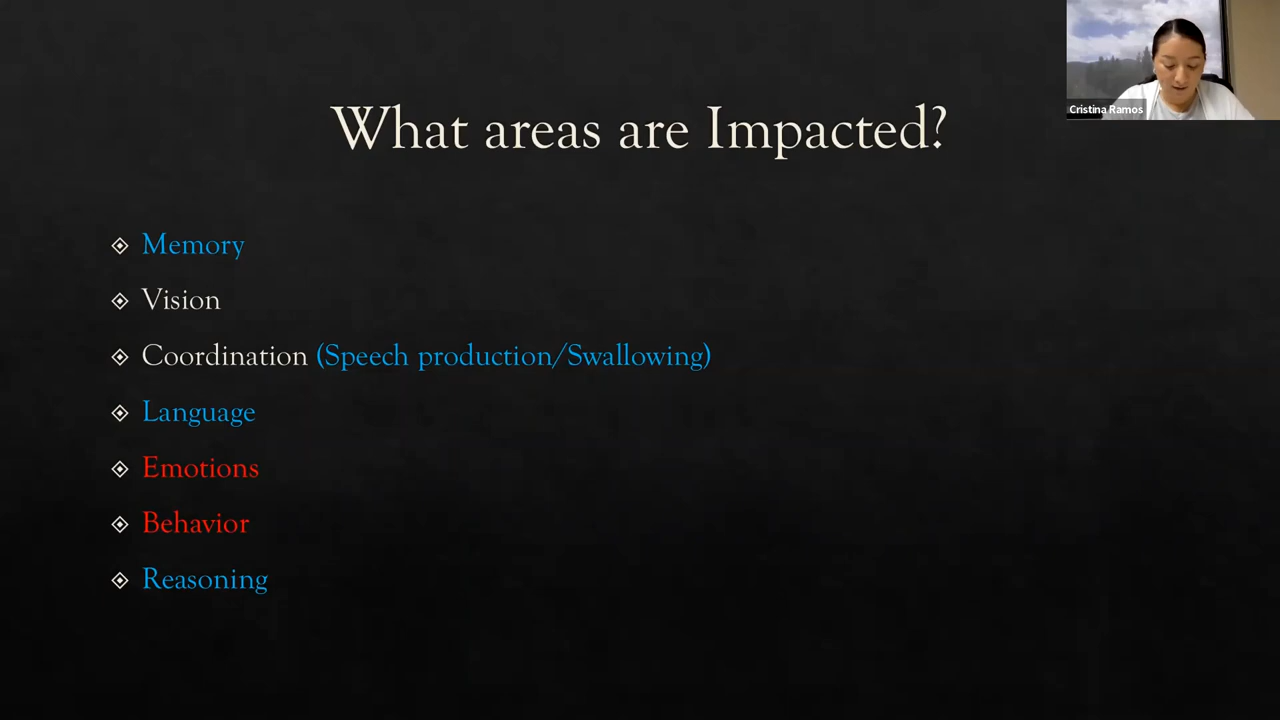 What areas are Impacted?
Memory
Vision
Coordination (Speech production/Swallowing)
Language
Emotions
Behavior
Reasoning
Cristina Ramos